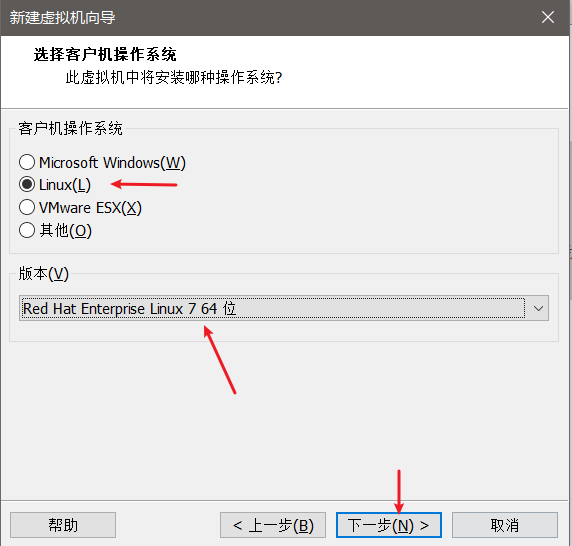 新建虚拟机向导
选择客户机操作系统
此虚拟机中将安装哪种操作系统?
客户机操作系统
Microsoft Windows(W)
Linux(L)
VMware ESX(X)
其他(O)
版本(V)
Red Hat Enterprise Linux 7 64 位
帮助
< 上一步(B)
下一步(N) >
取消